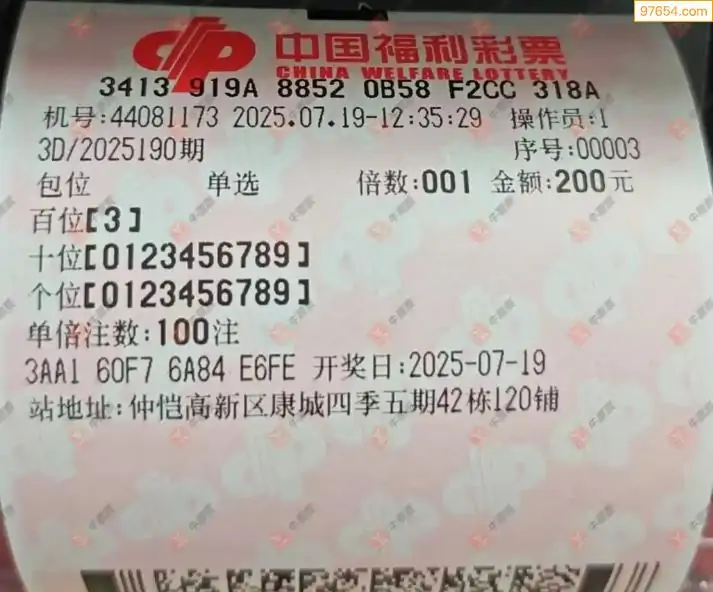 97654.com
中国福利彩票
CHINA WELFARE LOTTERY
3413 919A 8852 0B58 F2CC 318A
机号:44081173 2025.07.19-12:35:29 操作员:1
3D/2025190期 序号:00003
包位 单选 倍数:001 金额:200元
百位[3]
十位[0123456789]
个位[0123456789]
单倍注数:100注
3AA1 60F7 6A84 E6FE 开奖日:2025-07-19
站地址:仲恺高新区康城四季五期42栋120铺